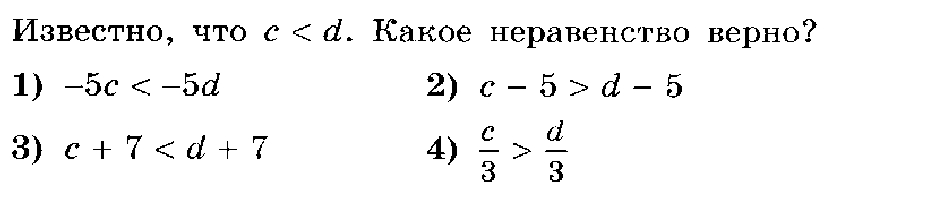 Известно, что c < d. Какое неравенство верно?
1) –5c < –5d 2) c – 5 > d – 5
3) c + 7 < d + 7 4) c/3 > d/3